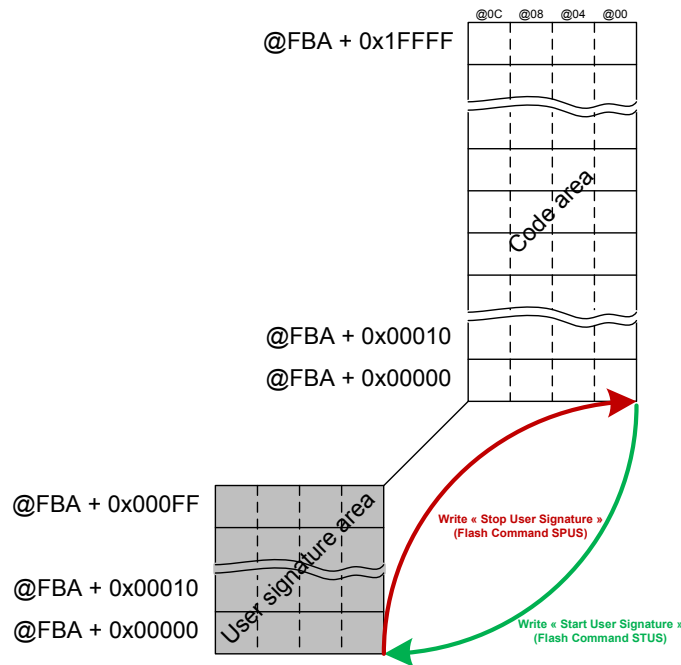 @0C @08 @04 @00
@FBA + 0x1FFFF
Code area
@FBA + 0x00010
@FBA + 0x00000
@FBA + 0x000FF
User signature area
@FBA + 0x00010
@FBA + 0x00000
Write « Stop User Signature »
(Flash Command SPUS)
Write « Start User Signature »
(Flash Command STUS)